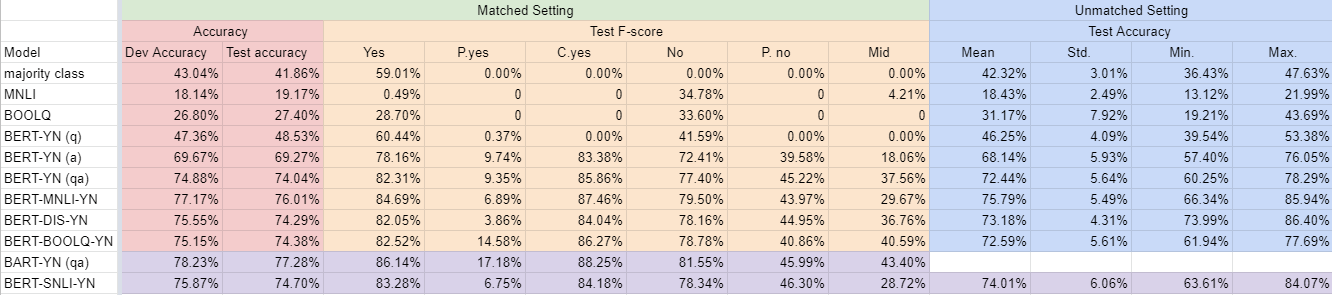 Matched Setting Unmatched Setting
Accuracy Test F-score Test Accuracy
Model Dev Accuracy Test accuracy Yes P.yes C.yes No P. no Mid Mean Std. Min. Max.
majority class 43.04% 41.86% 59.01% 0.00% 0.00% 0.00% 0.00% 0.00% 42.32% 3.01% 36.43% 47.63%
MNLI 18.14% 19.17% 0.49% 0 0 34.78% 0 4.21% 18.43% 2.49% 13.12% 21.99%
BOOLQ 26.80% 27.40% 28.70% 0 0 33.60% 0 0 31.17% 7.92% 19.21% 43.69%
BERT-YN (q) 47.36% 48.53% 60.44% 0.37% 0.00% 41.59% 0.00% 0.00% 46.25% 4.09% 39.54% 53.38%
BERT-YN (a) 69.67% 69.27% 78.16% 9.74% 83.38% 72.41% 39.58% 18.06% 68.14% 5.93% 57.40% 76.05%
BERT-YN (qa) 74.88% 74.04% 82.31% 9.35% 85.86% 77.40% 45.22% 37.56% 72.44% 5.64% 60.25% 78.29%
BERT-MNLI-YN 77.17% 76.01% 84.69% 6.89% 87.46% 79.50% 43.97% 29.67% 75.79% 5.49% 66.34% 85.94%
BERT-DIS-YN 75.55% 74.29% 82.05% 3.86% 84.04% 78.16% 44.95% 36.76% 73.18% 4.31% 73.99% 86.40%
BERT-BOOLQ-YN 75.15% 74.38% 82.52% 14.58% 86.27% 78.78% 40.86% 40.59% 72.59% 5.61% 61.94% 77.69%
BART-YN (qa) 78.23% 77.28% 86.14% 17.18% 88.25% 81.55% 45.99% 43.40%
BERT-SNLI-YN 75.87% 74.70% 83.28% 6.75% 84.18% 78.34% 46.30% 28.72% 74.01% 6.06% 63.61% 84.07%